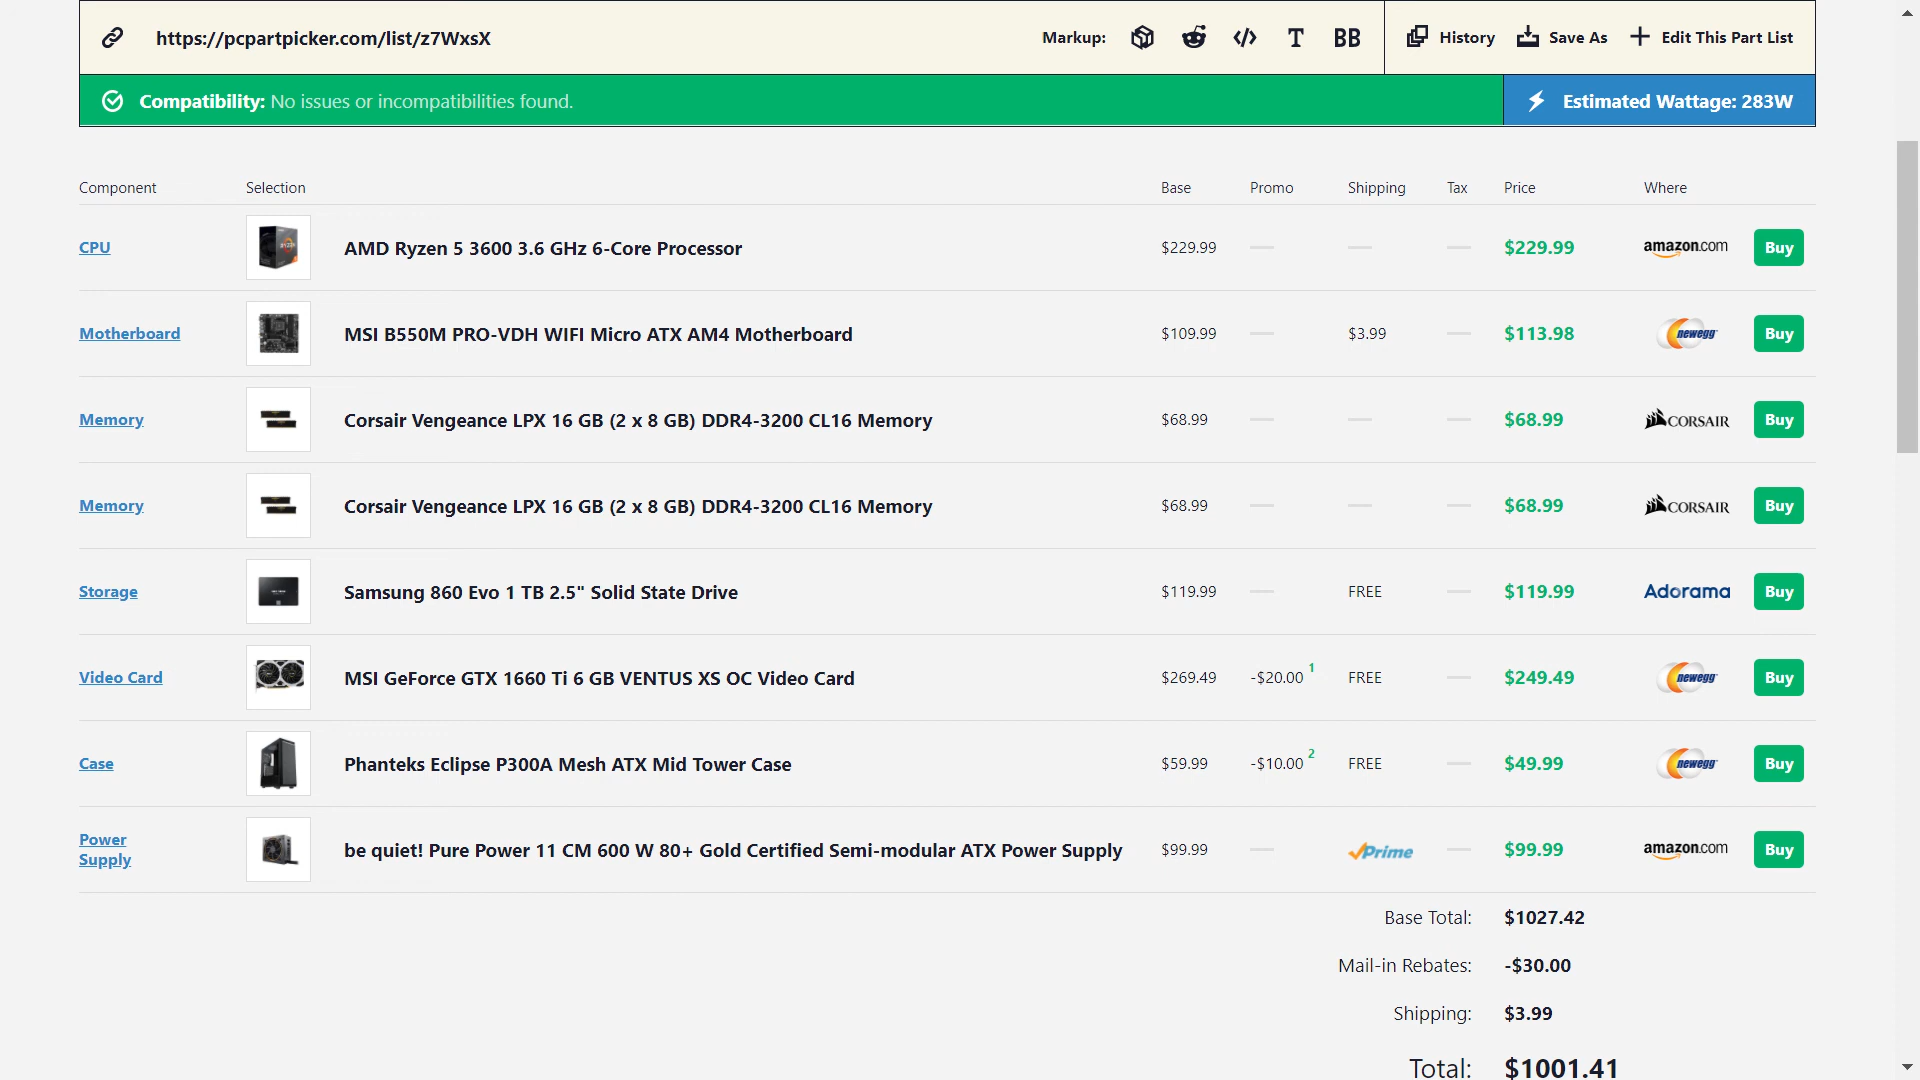 https://pcpartpicker.com/list/z7WxsX Markup: T BB History Save As Edit This Part List
Compatibility: No issues or incompatibilities found. Estimated Wattage: 283W
Component Selection Base Promo Shipping Tax Price Where
CPU AMD Ryzen 5 3600 3.6 GHz 6-Core Processor $229.99 — — — $229.99 amazon.com Buy
Motherboard MSI B550M PRO-VDH WIFI Micro ATX AM4 Motherboard $109.99 — $3.99 — $113.98 newegg Buy
Memory Corsair Vengeance LPX 16 GB (2 x 8 GB) DDR4-3200 CL16 Memory $68.99 — — — $68.99 CORSAIR Buy
Memory Corsair Vengeance LPX 16 GB (2 x 8 GB) DDR4-3200 CL16 Memory $68.99 — — — $68.99 CORSAIR Buy
Storage Samsung 860 Evo 1 TB 2.5" Solid State Drive $119.99 — FREE — $119.99 Adorama Buy
Video Card MSI GeForce GTX 1660 Ti 6 GB VENTUS XS OC Video Card $269.49 -$20.00 1 FREE — $249.49 newegg Buy
Case Phanteks Eclipse P300A Mesh ATX Mid Tower Case $59.99 -$10.00 2 FREE — $49.99 newegg Buy
Power
Supply be quiet! Pure Power 11 CM 600 W 80+ Gold Certified Semi-modular ATX Power Supply $99.99 — Prime — $99.99 amazon.com Buy
Base Total: $1027.42
Mail-in Rebates: -$30.00
Shipping: $3.99
Total: $1001.41